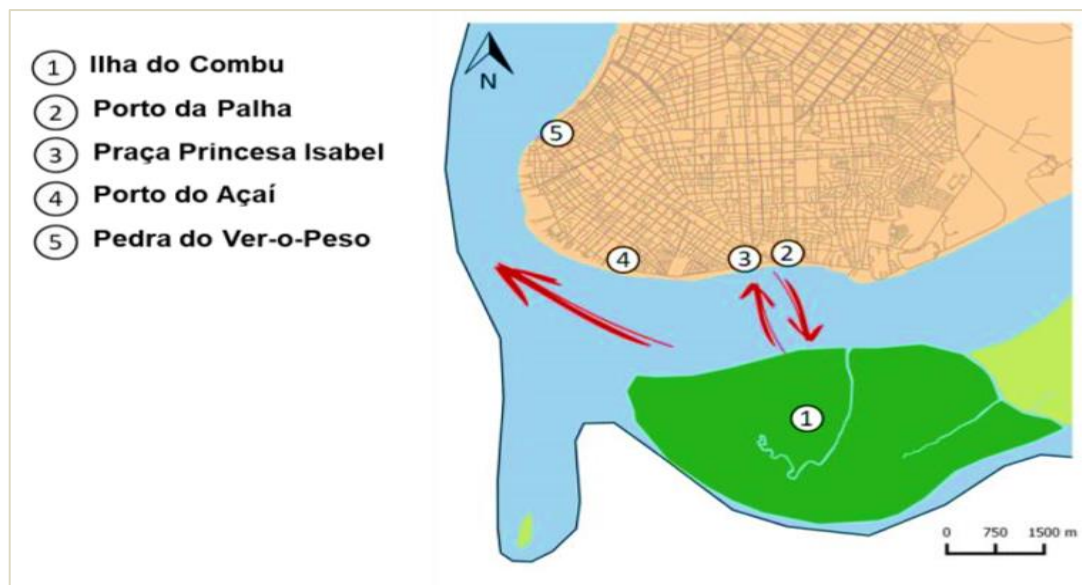 1 Ilha do Combu
2 Porto da Palha
3 Praça Princesa Isabel
4 Porto do Açaí
5 Pedra do Ver-o-Peso
N
5
4
3
2
1
0 750 1500 m